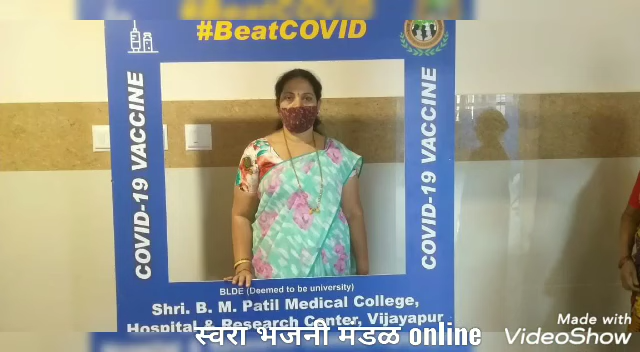 #BeatCOVID
COVID-19 VACCINE
COVID-19 VACCINE
BLDE (Deemed to be university)
Shri. B. M. Patil Medical College,
Hospital & Research Center, Vijayapur
स्वरा भजनी मडळ online
Made with
VideoShow